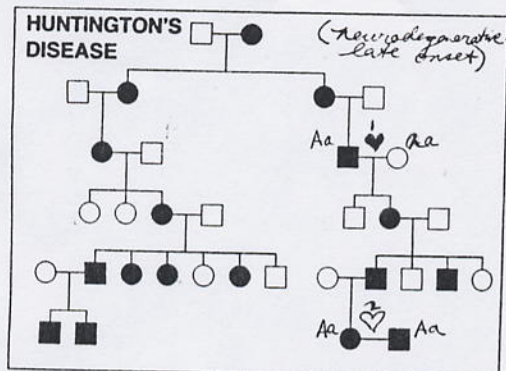 HUNTINGTON'S
DISEASE
(neurodegenerative
late onset)
1
Aa
aa
2
Aa
Aa